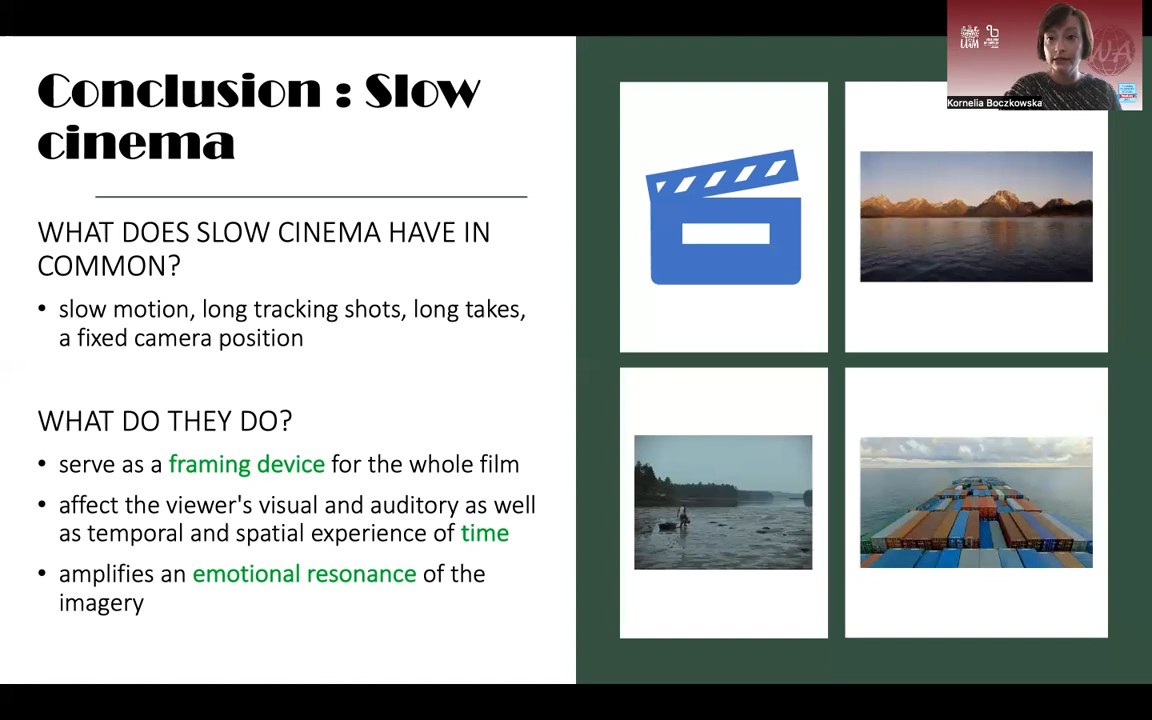 Conclusion : Slow
cinema
WHAT DOES SLOW CINEMA HAVE IN
COMMON?
• slow motion, long tracking shots, long takes,
a fixed camera position
WHAT DO THEY DO?
• serve as a framing device for the whole film
• affect the viewer's visual and auditory as well
as temporal and spatial experience of time
• amplifies an emotional resonance of the
imagery
Kornelia Boczkowska